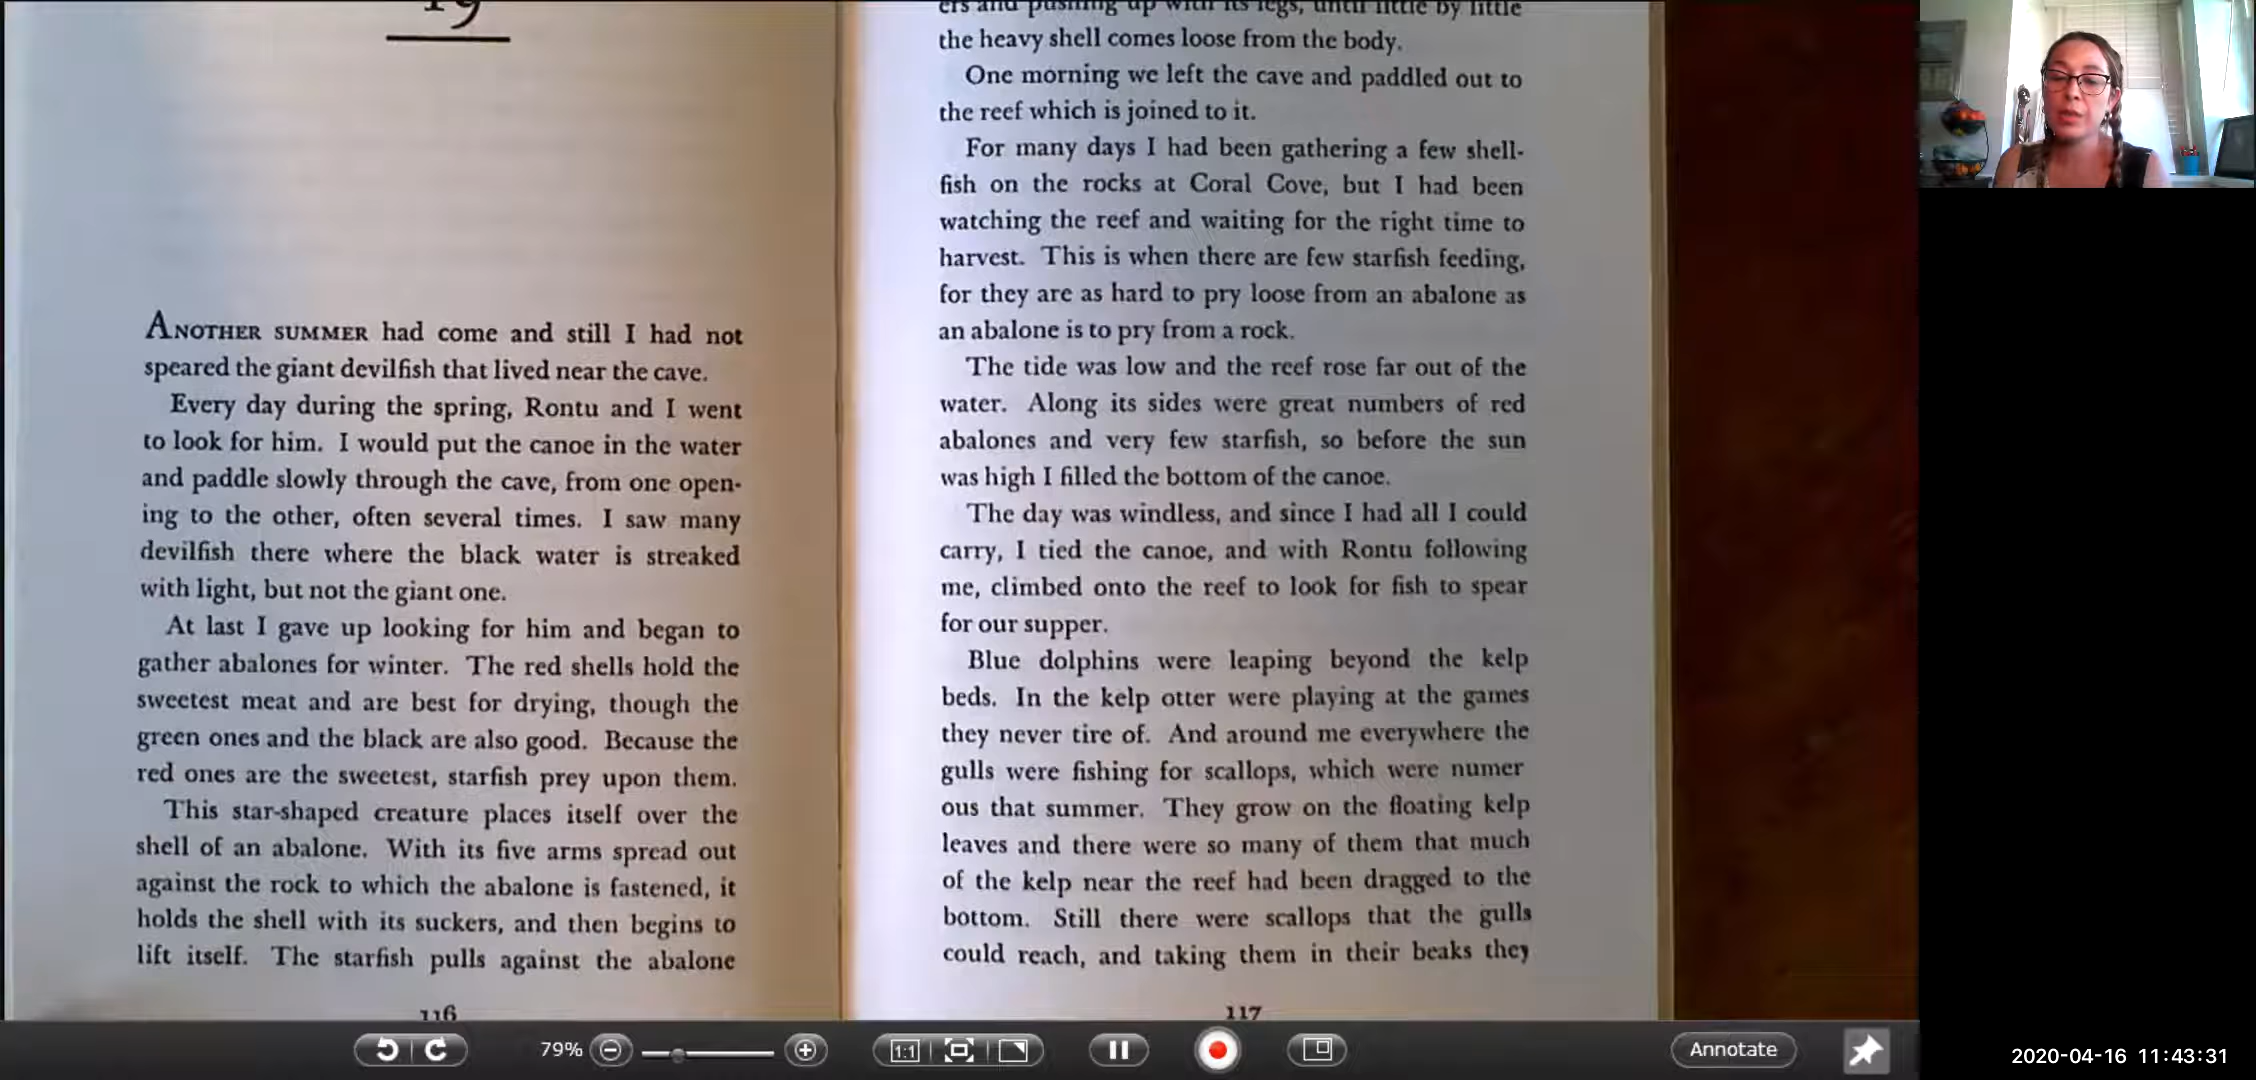 19
ANOTHER SUMMER had come and still I had not
speared the giant devilfish that lived near the cave.
Every day during the spring, Rontu and I went
to look for him. I would put the canoe in the water
and paddle slowly through the cave, from one open-
ing to the other, often several times. I saw many
devilfish there where the black water is streaked
with light, but not the giant one.
At last I gave up looking for him and began to
gather abalones for winter. The red shells hold the
sweetest meat and are best for drying, though the
green ones and the black are also good. Because the
red ones are the sweetest, starfish prey upon them.
This star-shaped creature places itself over the
shell of an abalone. With its five arms spread out
against the rock to which the abalone is fastened, it
holds the shell with its suckers, and then begins to
lift itself. The starfish pulls against the abalone
116
ers and pushing up with its legs, until little by little
the heavy shell comes loose from the body.
One morning we left the cave and paddled out to
the reef which is joined to it.
For many days I had been gathering a few shell-
fish on the rocks at Coral Cove, but I had been
watching the reef and waiting for the right time to
harvest. This is when there are few starfish feeding,
for they are as hard to pry loose from an abalone as
an abalone is to pry from a rock.
The tide was low and the reef rose far out of the
water. Along its sides were great numbers of red
abalones and very few starfish, so before the sun
was high I filled the bottom of the canoe.
The day was windless, and since I had all I could
carry, I tied the canoe, and with Rontu following
me, climbed onto the reef to look for fish to spear
for our supper.
Blue dolphins were leaping beyond the kelp
beds. In the kelp otter were playing at the games
they never tire of. And around me everywhere the
gulls were fishing for scallops, which were numer
ous that summer. They grow on the floating kelp
leaves and there were so many of them that much
of the kelp near the reef had been dragged to the
bottom. Still there were scallops that the gulls
could reach, and taking them in their beaks they
117
79%
1:1
Annotate
2020-04-16 11:43:31